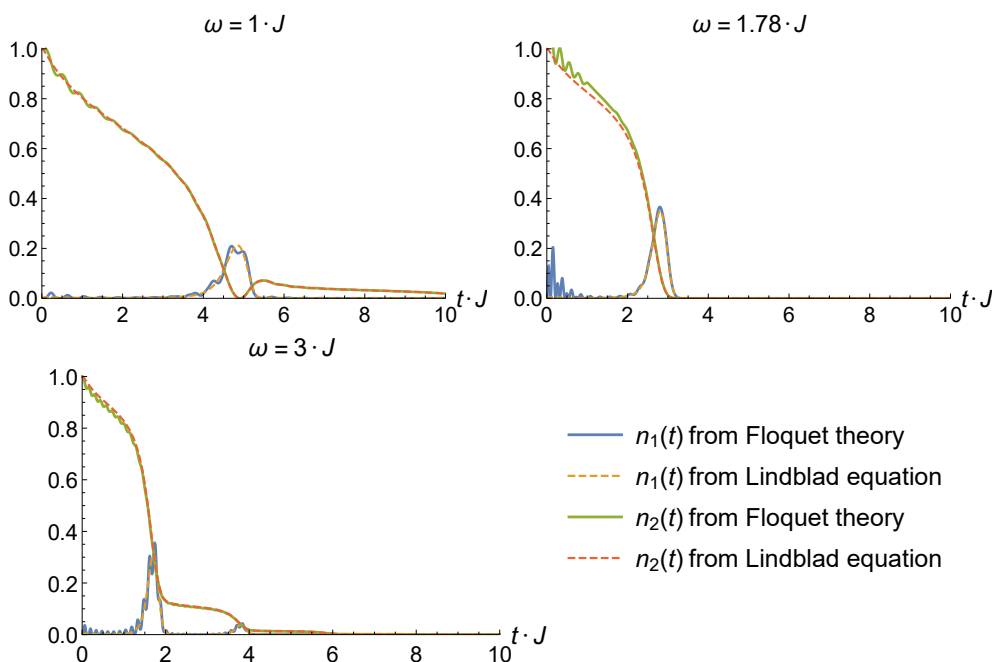 ω = 1 · J
1.0
0.8
0.6
0.4
0.2
0.0
0 2 4 6 8 10
t · J
ω = 1.78 · J
1.0
0.8
0.6
0.4
0.2
0.0
0 2 4 6 8 10
t · J
ω = 3 · J
1.0
0.8
0.6
0.4
0.2
0.0
0 2 4 6 8 10
t · J
n₁(t) from Floquet theory
n₁(t) from Lindblad equation
n₂(t) from Floquet theory
n₂(t) from Lindblad equation